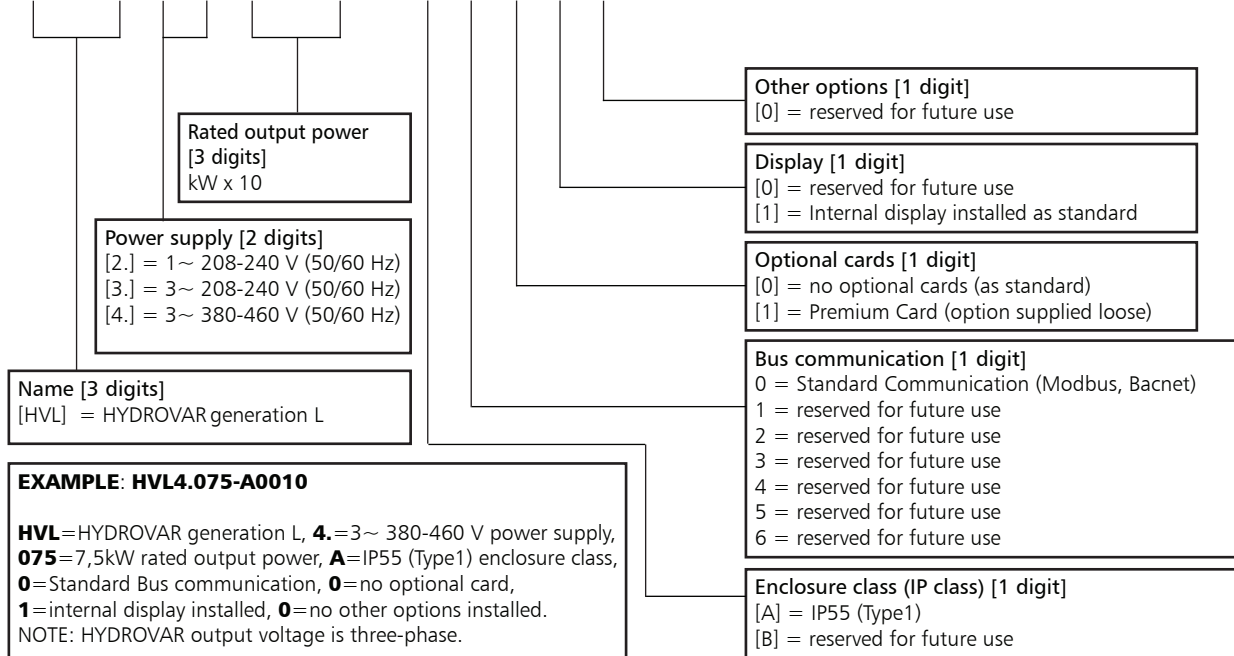 Rated output power
[3 digits]
kW x 10
Power supply [2 digits]
[2.] = 1~ 208-240 V (50/60 Hz)
[3.] = 3~ 208-240 V (50/60 Hz)
[4.] = 3~ 380-460 V (50/60 Hz)
Name [3 digits]
[HVL] = HYDROVAR generation L
EXAMPLE: HVL4.075-A0010
HVL=HYDROVAR generation L, 4.=3~ 380-460 V power supply,
075=7,5kW rated output power, A=IP55 (Type1) enclosure class,
0=Standard Bus communication, 0=no optional card,
1=internal display installed, 0=no other options installed.
NOTE: HYDROVAR output voltage is three-phase.
Other options [1 digit]
[0] = reserved for future use
Display [1 digit]
[0] = reserved for future use
[1] = Internal display installed as standard
Optional cards [1 digit]
[0] = no optional cards (as standard)
[1] = Premium Card (option supplied loose)
Bus communication [1 digit]
0 = Standard Communication (Modbus, Bacnet)
1 = reserved for future use
2 = reserved for future use
3 = reserved for future use
4 = reserved for future use
5 = reserved for future use
6 = reserved for future use
Enclosure class (IP class) [1 digit]
[A] = IP55 (Type1)
[B] = reserved for future use